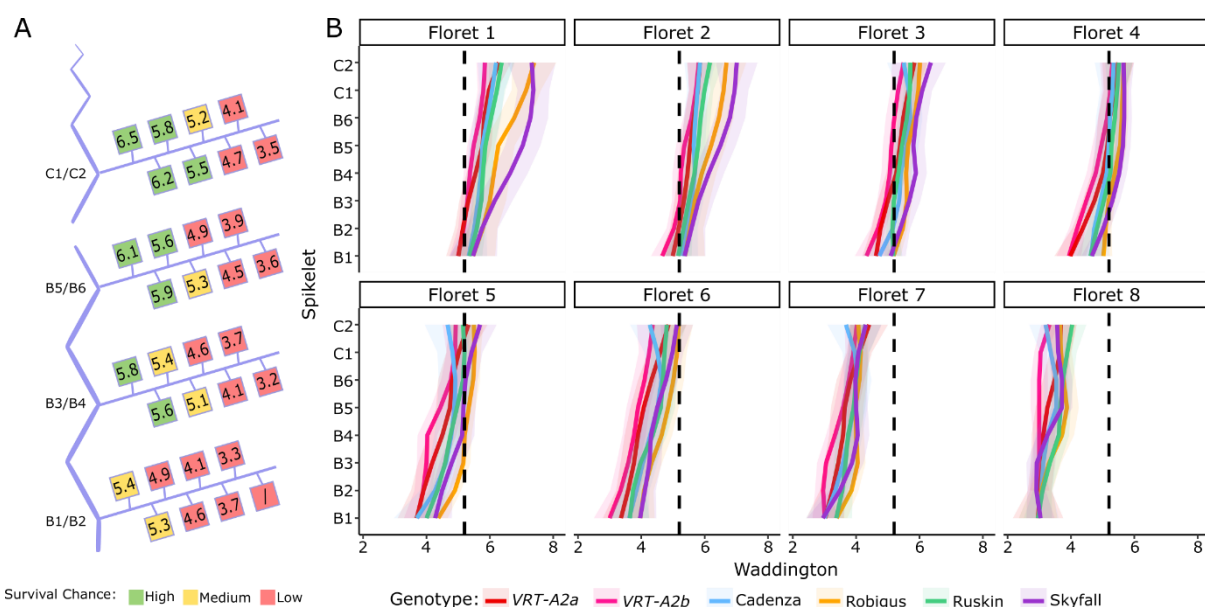 A
B
6.5 5.8 5.2 4.1
C1/C2
6.2 5.5 4.7 3.5
6.1 5.6 4.9 3.9
B5/B6
5.9 5.3 4.5 3.6
5.8 5.4 4.6 3.7
B3/B4
5.6 5.1 4.1 3.2
5.4 4.9 4.1 3.3
B1/B2
5.3 4.6 3.7 /
Survival Chance: High Medium Low
Floret 1 Floret 2 Floret 3 Floret 4
C2
C1
B6
B5
B4
B3
B2
B1
Spikelet
Floret 5 Floret 6 Floret 7 Floret 8
C2
C1
B6
B5
B4
B3
B2
B1
2 4 6 8 2 4 6 8 2 4 6 8 2 4 6 8
Waddington
Genotype: VRT-A2a VRT-A2b Cadenza Robigus Ruskin Skyfall